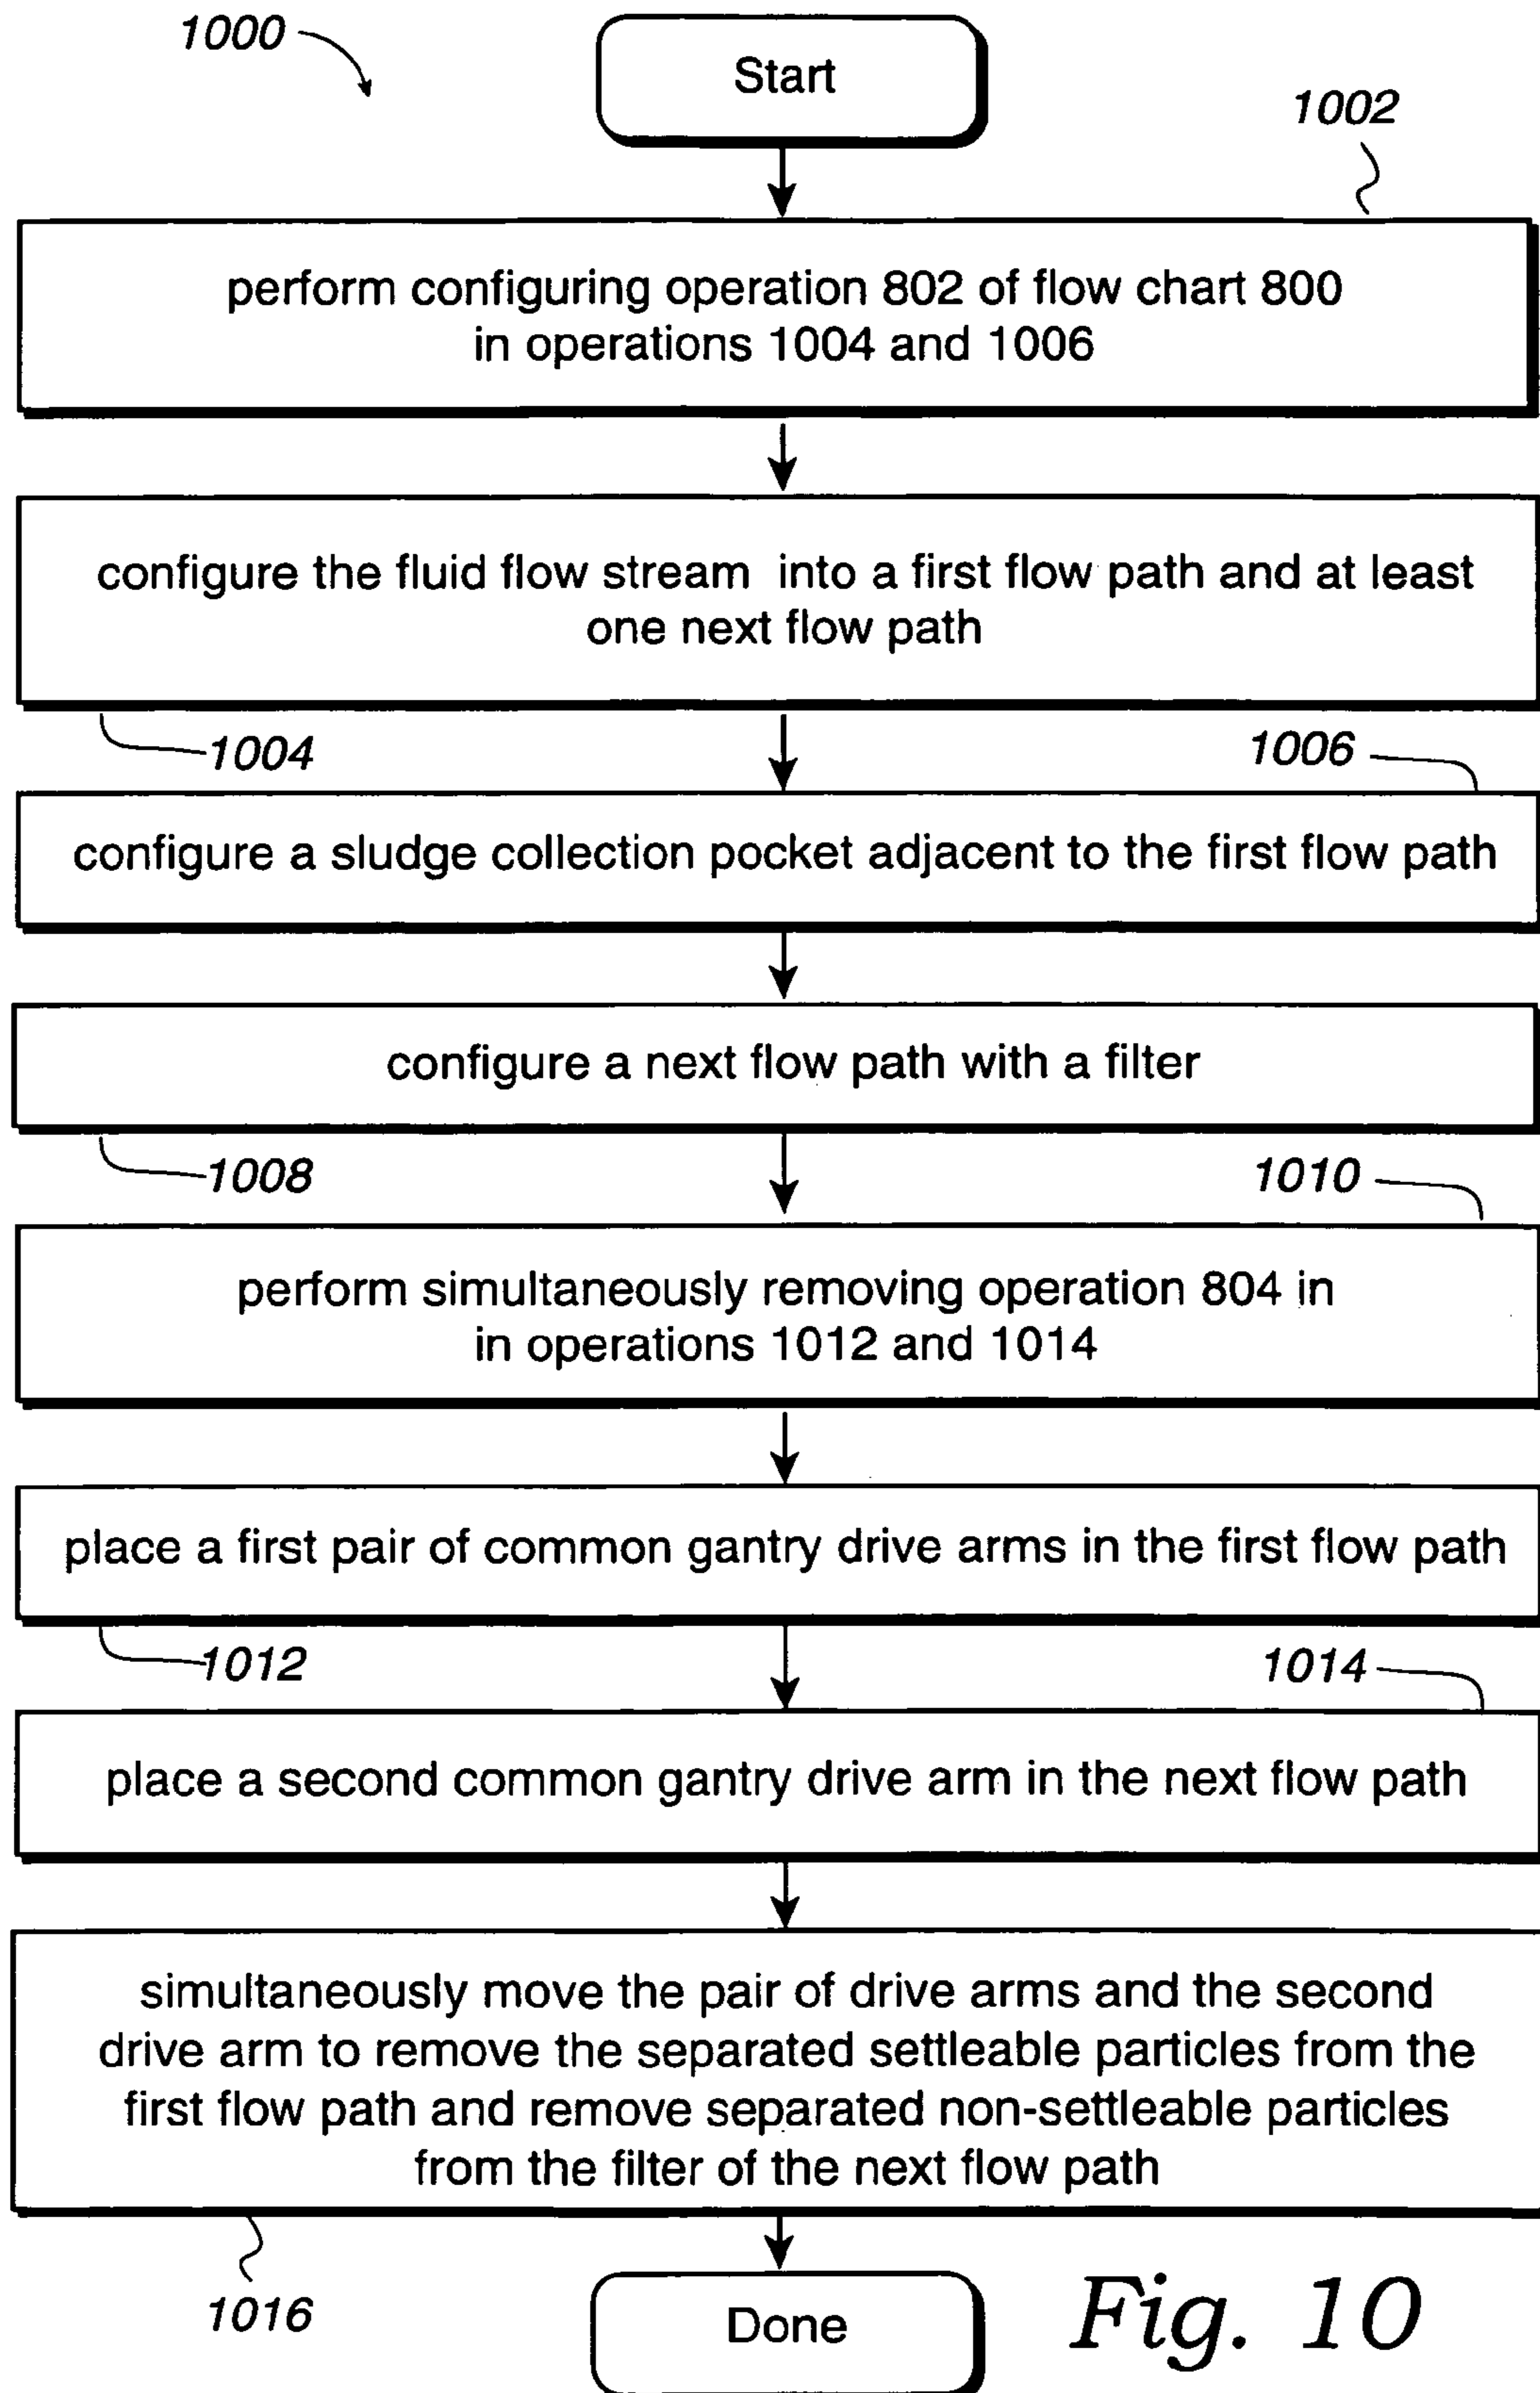 1000
Start
1002
perform configuring operation 802 of flow chart 800
in operations 1004 and 1006
configure the fluid flow stream into a first flow path and at least
one next flow path
1004
1006
configure a sludge collection pocket adjacent to the first flow path
configure a next flow path with a filter
1008
1010
perform simultaneously removing operation 804 in
in operations 1012 and 1014
place a first pair of common gantry drive arms in the first flow path
1012
1014
place a second common gantry drive arm in the next flow path
simultaneously move the pair of drive arms and the second
drive arm to remove the separated settleable particles from the
first flow path and remove separated non-settleable particles
from the filter of the next flow path
1016
Done
Fig. 10